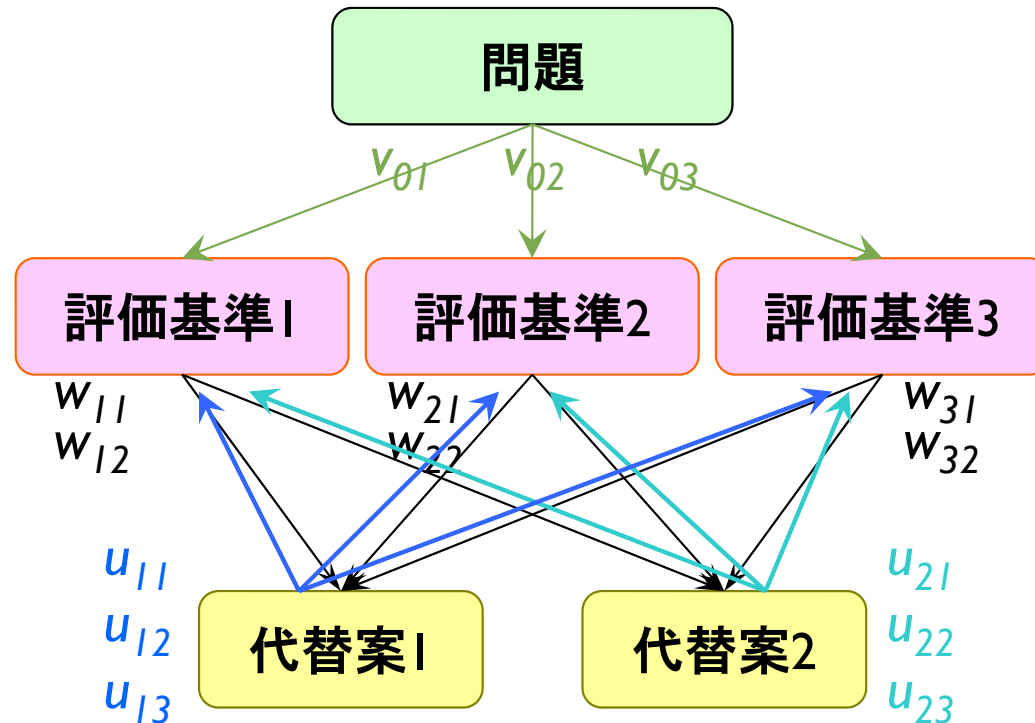 問題
v01 v02 v03
評価基準1 評価基準2 評価基準3
w11 w21 w31
w12 w22 w32
u11 u21
代替案1 代替案2
u12 u22
u13 u23